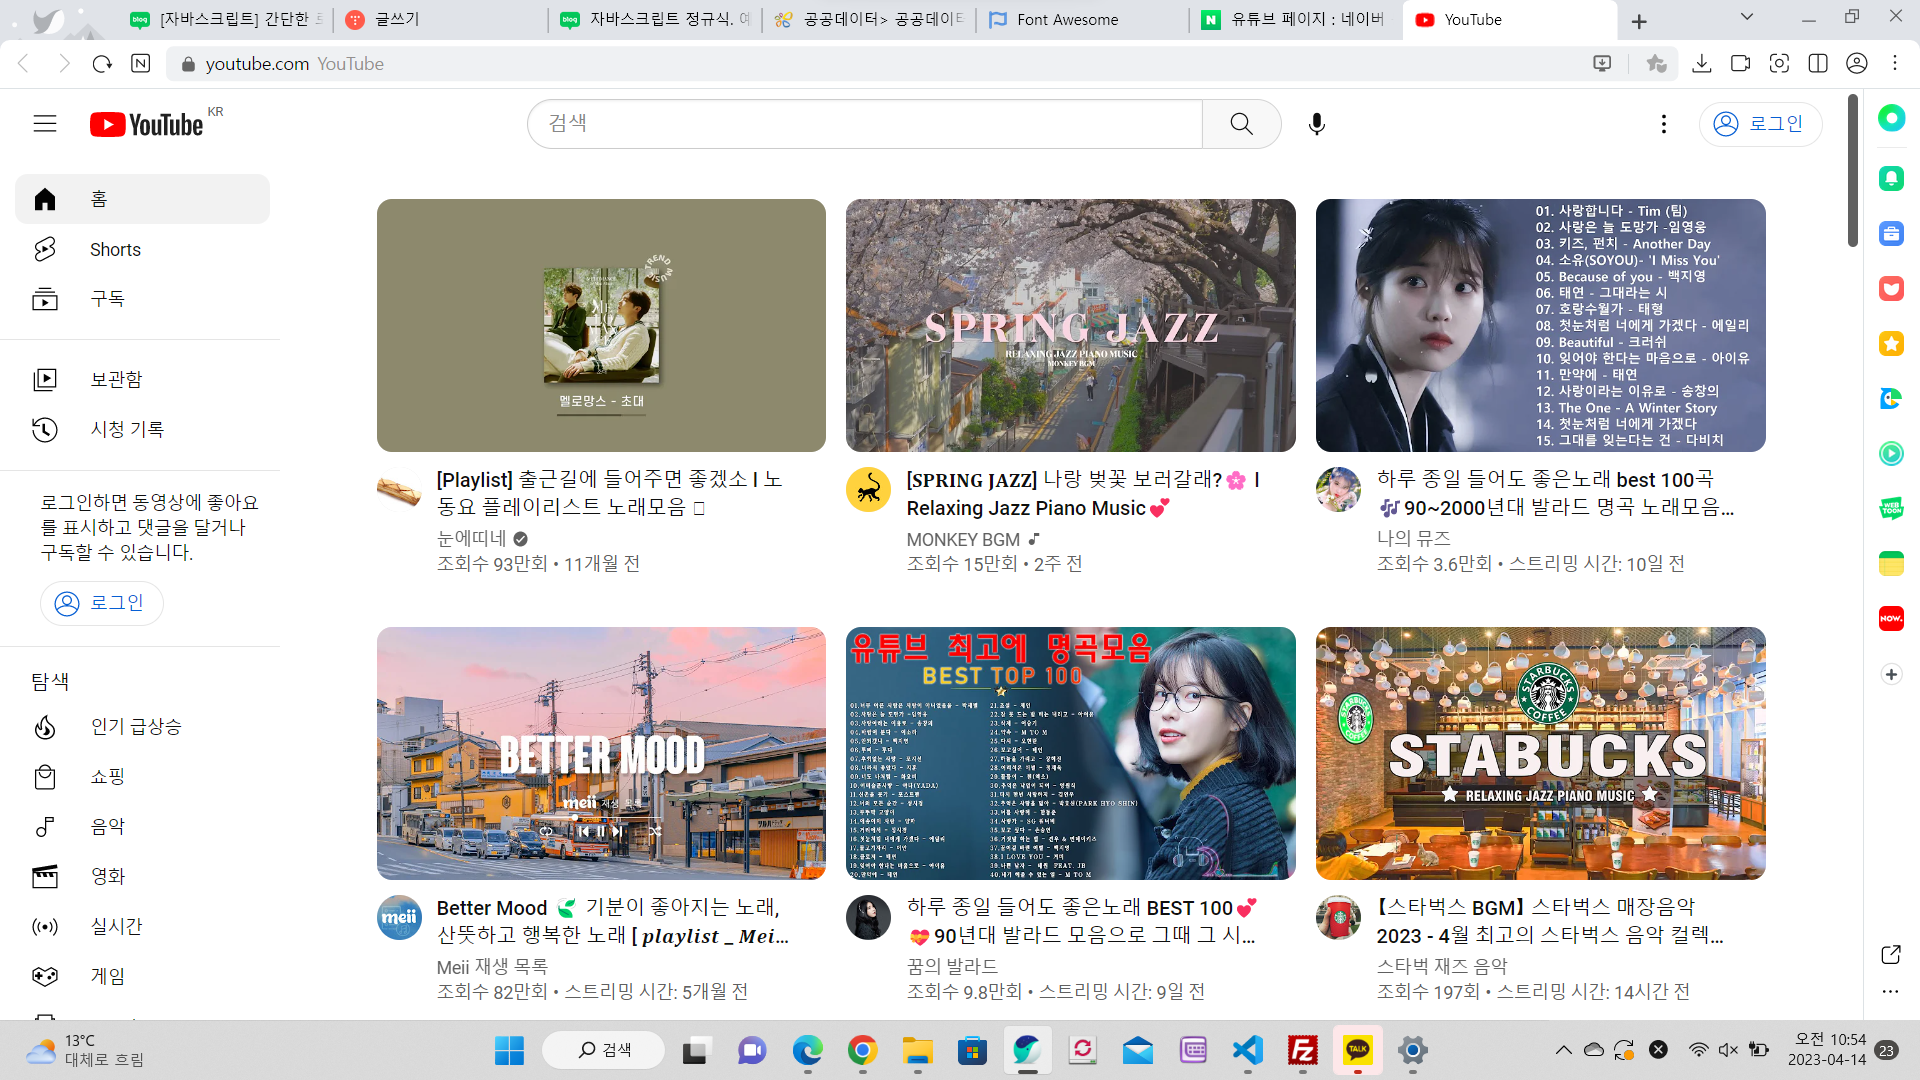 [자바스크립트] 간단한
글쓰기
자바스크립트 정규식. 예
공공데이터> 공공데이터
Font Awesome
유튜브 페이지 : 네이버
YouTube
youtube.com YouTube
YouTube KR
검색
로그인
홈
Shorts
구독
보관함
시청 기록
로그인하면 동영상에 좋아요
를 표시하고 댓글을 달거나
구독할 수 있습니다.
로그인
탐색
인기 급상승
쇼핑
음악
영화
실시간
게임
TREND MUSIC
멜로망스 - 초대
[Playlist] 출근길에 들어주면 좋겠소 l 노
동요 플레이리스트 노래모음
눈에띠네
조회수 93만회 • 11개월 전
SPRING JAZZ
RELAXING JAZZ PIANO MUSIC
MONKEY BGM
[SPRING JAZZ] 나랑 벚꽃 보러갈래?🌸 l
Relaxing Jazz Piano Music💕
MONKEY BGM
조회수 15만회 • 2주 전
01. 사랑합니다 - Tim (팀)
02. 사랑은 늘 도망가 -임영웅
03. 키즈, 펀치 - Another Day
04. 소유(SOYOU)- 'I Miss You'
05. Because of you - 백지영
06. 태연 - 그대라는 시
07. 호랑수월가 - 태형
08. 첫눈처럼 너에게 가겠다 - 에일리
09. Beautiful - 크러쉬
10. 잊어야 한다는 마음으로 - 아이유
11. 만약에 - 태연
12. 사랑이라는 이유로 - 송창의
13. The One - A Winter Story
14. 첫눈처럼 너에게 가겠다
15. 그대를 잊는다는 건 - 다비치
하루 종일 들어도 좋은노래 best 100곡
🎶90~2000년대 발라드 명곡 노래모음...
나의 뮤즈
조회수 3.6만회 • 스트리밍 시간: 10일 전
BETTER MOOD
meii 재생 목록
meii
Better Mood 🍃 기분이 좋아지는 노래,
산뜻하고 행복한 노래 [ playlist _ Mei...
Meii 재생 목록
조회수 82만회 • 스트리밍 시간: 5개월 전
유튜브 최고에 명곡모음
BEST TOP 100
하루 종일 들어도 좋은노래 BEST 100💕
💝90년대 발라드 모음으로 그때 그 시...
꿈의 발라드
조회수 9.8만회 • 스트리밍 시간: 9일 전
STARBUCKS
COFFEE
STABUCKS
RELAXING JAZZ PIANO MUSIC
【스타벅스 BGM】 스타벅스 매장음악
2023 - 4월 최고의 스타벅스 음악 컬렉...
스타벅 재즈 음악
조회수 197회 • 스트리밍 시간: 14시간 전
WEB
TOON
NOW.
13°C
대체로 흐림
검색
TALK
오전 10:54
2023-04-14
23